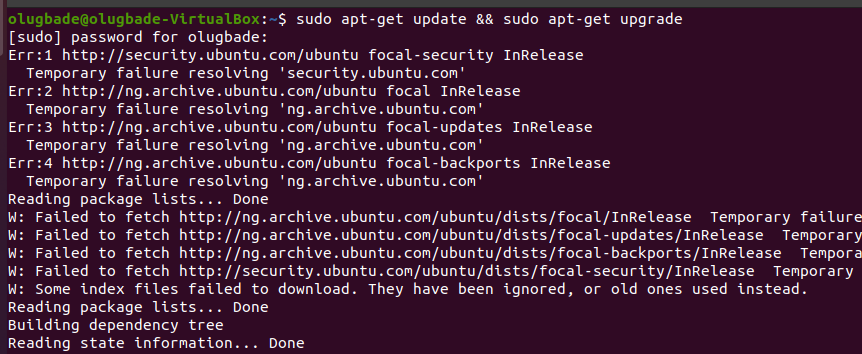 olugbade@olugbade-VirtualBox:~$ sudo apt-get update && sudo apt-get upgrade
[sudo] password for olugbade:
Err:1 http://security.ubuntu.com/ubuntu focal-security InRelease
  Temporary failure resolving 'security.ubuntu.com'
Err:2 http://ng.archive.ubuntu.com/ubuntu focal InRelease
  Temporary failure resolving 'ng.archive.ubuntu.com'
Err:3 http://ng.archive.ubuntu.com/ubuntu focal-updates InRelease
  Temporary failure resolving 'ng.archive.ubuntu.com'
Err:4 http://ng.archive.ubuntu.com/ubuntu focal-backports InRelease
  Temporary failure resolving 'ng.archive.ubuntu.com'
Reading package lists... Done
W: Failed to fetch http://ng.archive.ubuntu.com/ubuntu/dists/focal/InRelease  Temporary failure
W: Failed to fetch http://ng.archive.ubuntu.com/ubuntu/dists/focal-updates/InRelease  Temporary
W: Failed to fetch http://ng.archive.ubuntu.com/ubuntu/dists/focal-backports/InRelease  Tempora
W: Failed to fetch http://security.ubuntu.com/ubuntu/dists/focal-security/InRelease  Temporary
W: Some index files failed to download. They have been ignored, or old ones used instead.
Reading package lists... Done
Building dependency tree
Reading state information... Done